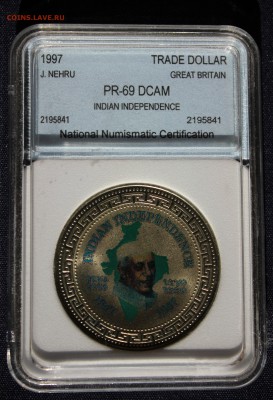 COINS.LAVE.RU
1997 TRADE DOLLAR
J. NEHRU GREAT BRITAIN
PR-69 DCAM
INDIAN INDEPENDENCE
2195841 2195841
National Numismatic Certification
INDIAN INDEPENDENCE